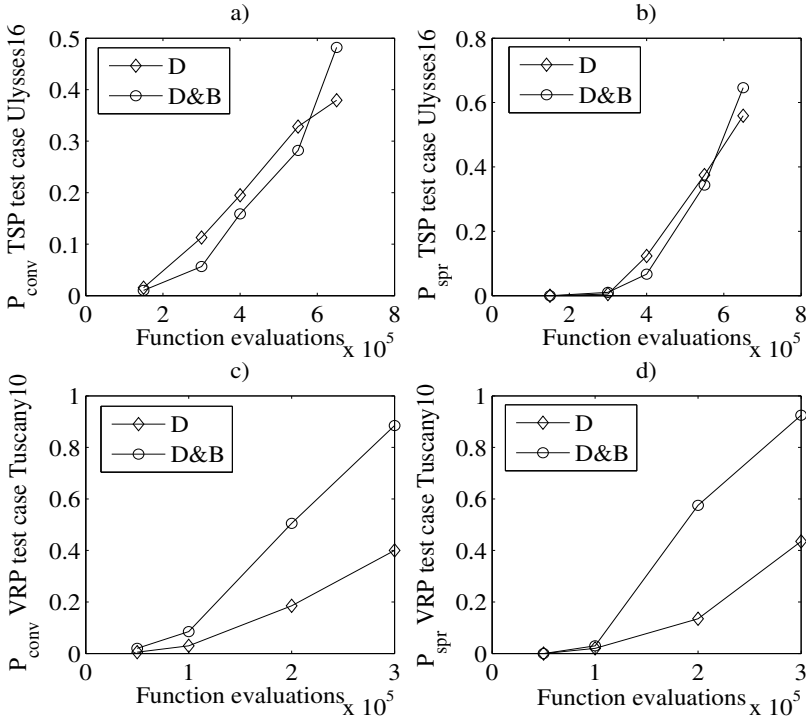 a)
P_conv TSP test case Ulysses16
0.5
0.4
0.3
0.2
0.1
0
D
D&B
0 2 4 6 8
Function evaluations
x 10^5
b)
P_spr TSP test case Ulysses16
0.8
0.6
0.4
0.2
0
D
D&B
0 2 4 6 8
Function evaluations
x 10^5
c)
P_conv VRP test case Tuscany10
1
0.8
0.6
0.4
0.2
0
D
D&B
0 1 2 3
Function evaluations
x 10^5
d)
P_spr VRP test case Tuscany10
1
0.8
0.6
0.4
0.2
0
D
D&B
0 1 2 3
Function evaluations
x 10^5